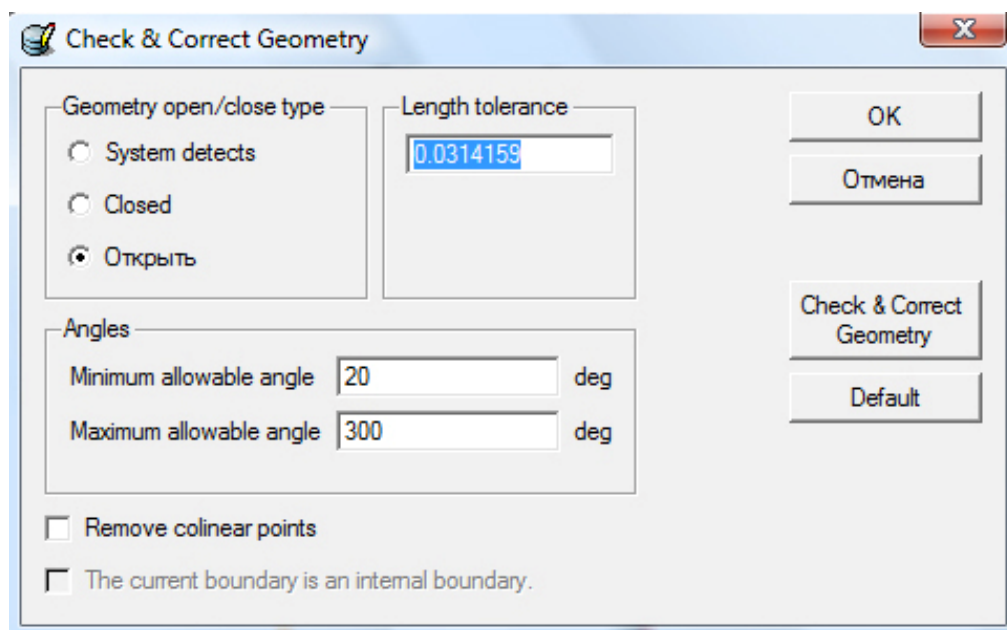 Check & Correct Geometry
Geometry open/close type
System detects
Closed
Открыть
Length tolerance
0.0314159
OK
Отмена
Check & Correct
Geometry
Default
Angles
Minimum allowable angle 20 deg
Maximum allowable angle 300 deg
Remove colinear points
The current boundary is an internal boundary.